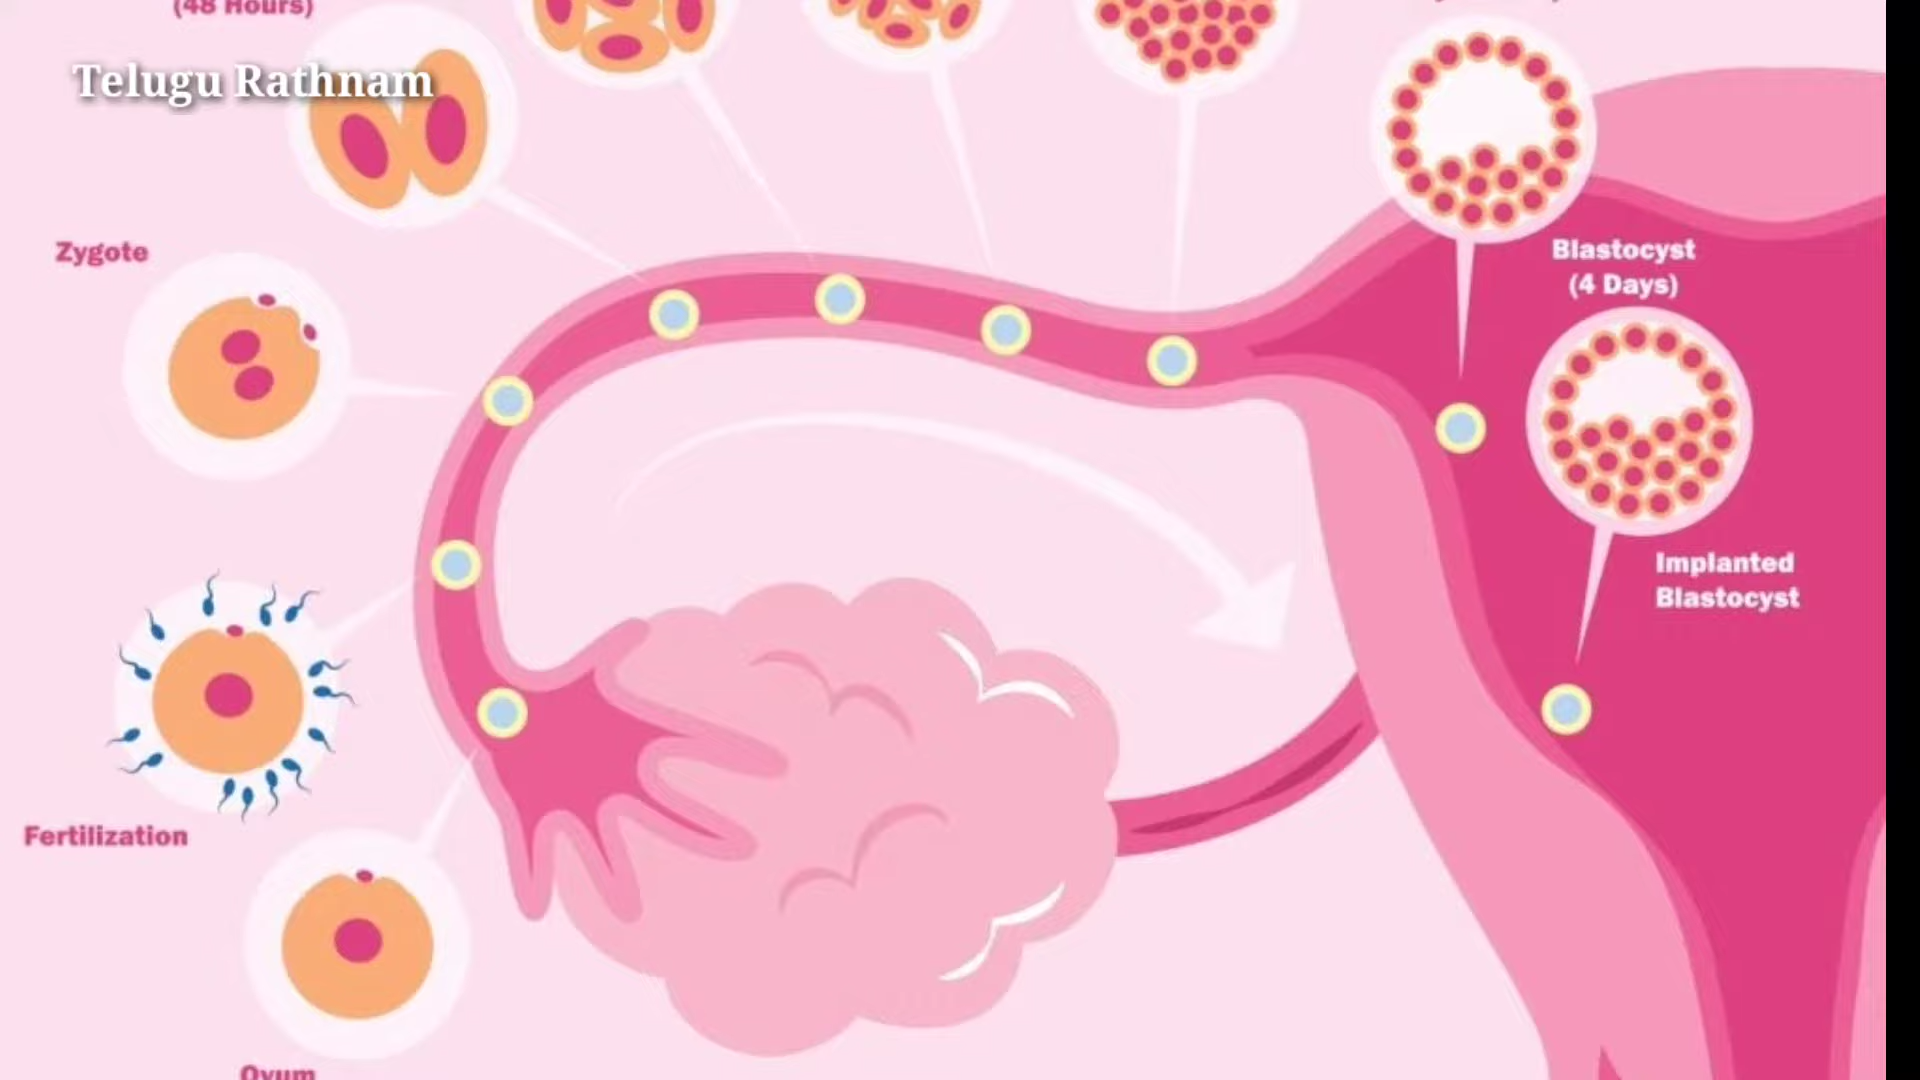 (48 Hours)
Telugu Rathnam
Zygote
Blastocyst
(4 Days)
Implanted
Blastocyst
Fertilization
Ovum